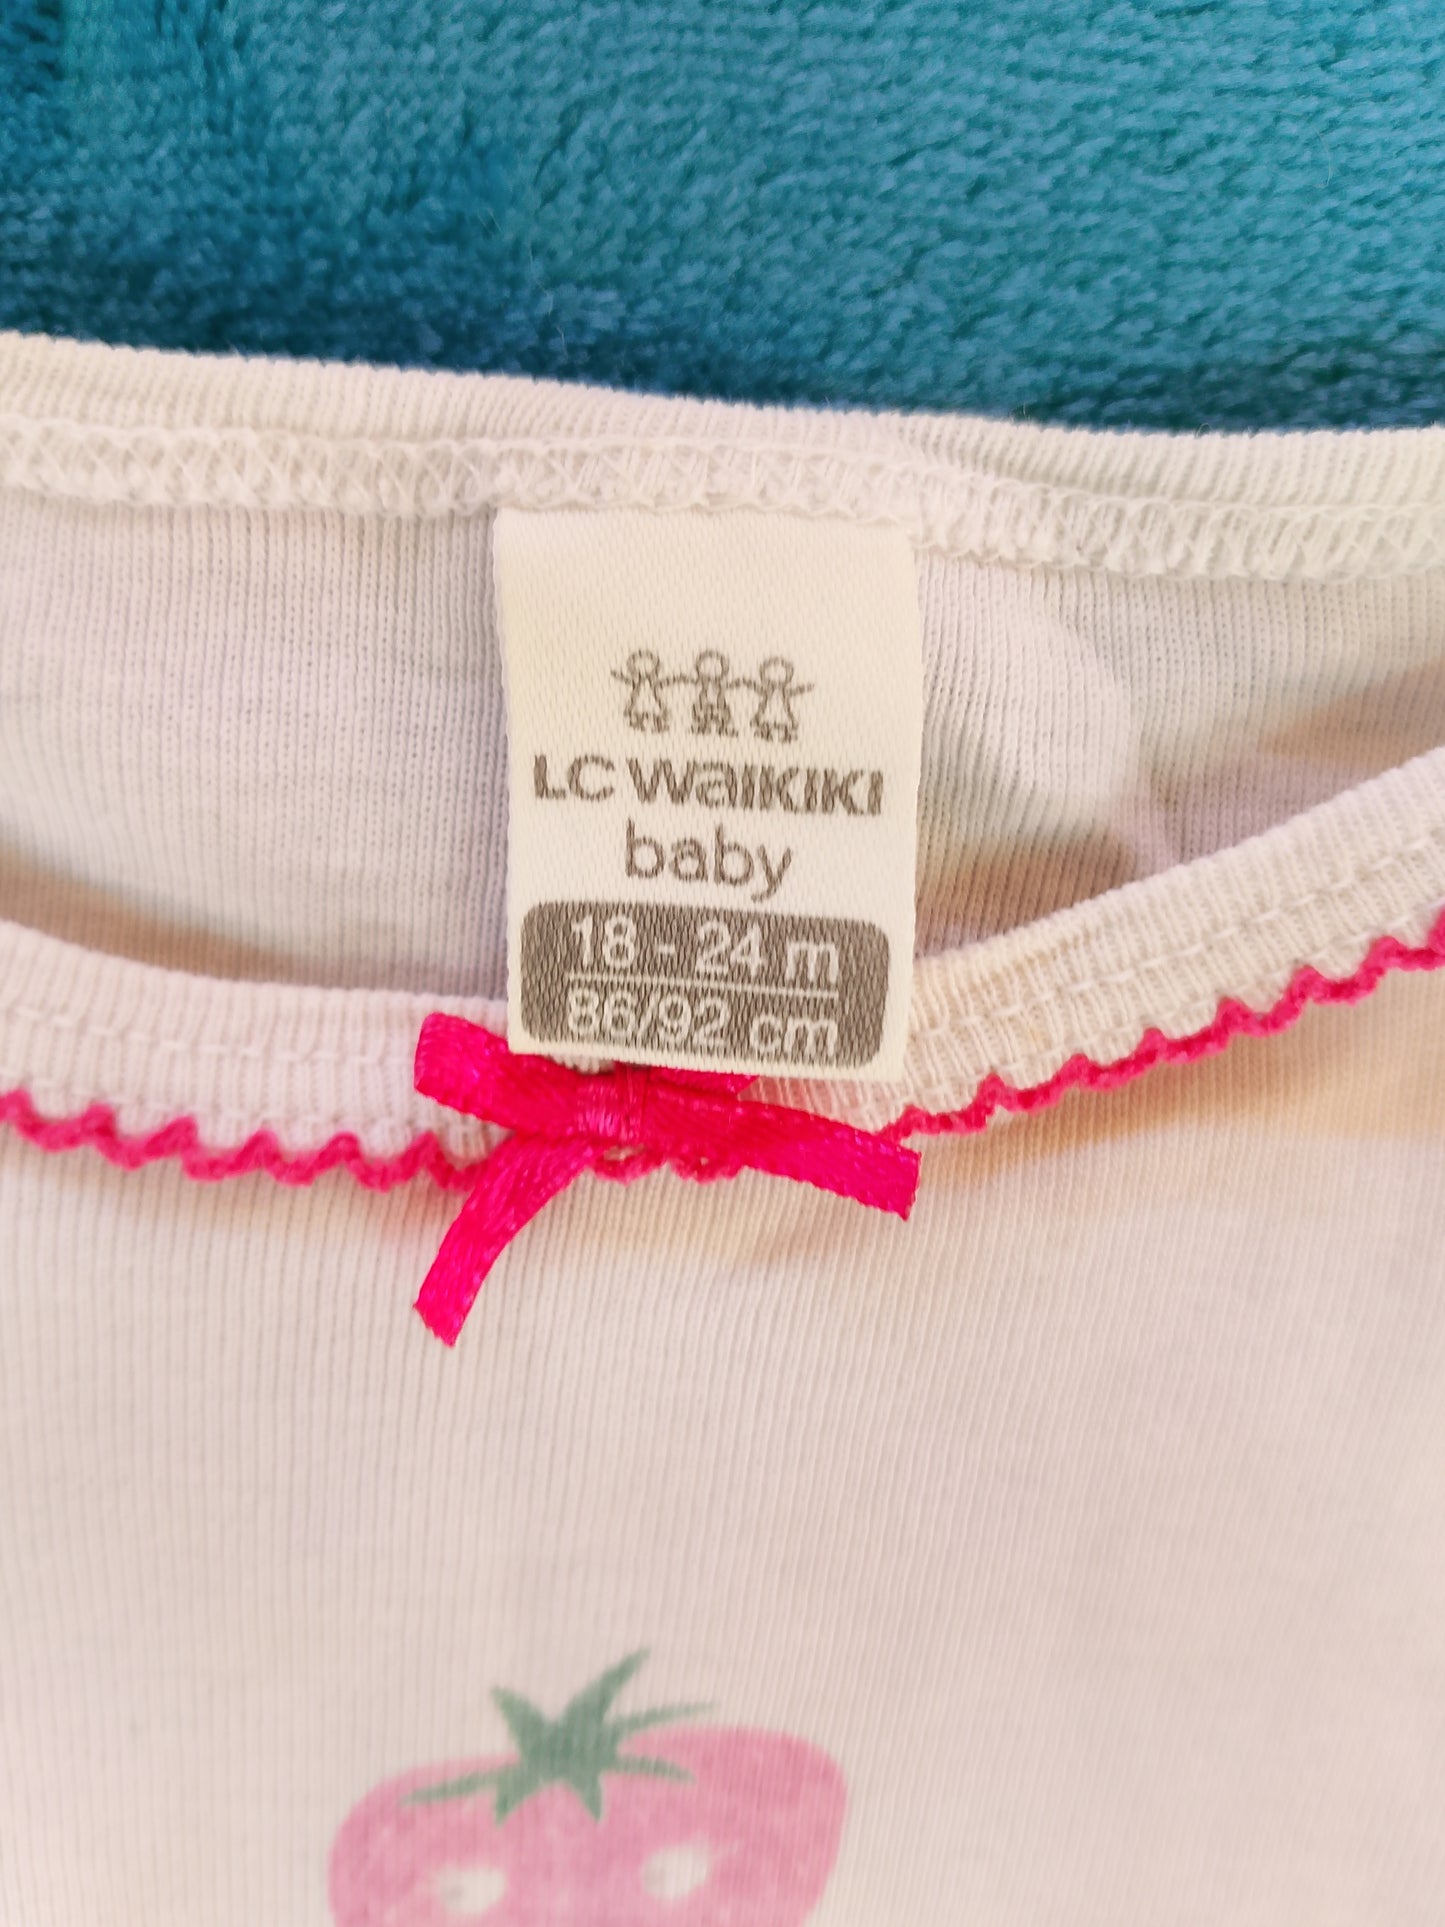 LC WAIKIKI
baby
18 - 24 m
86/92 cm